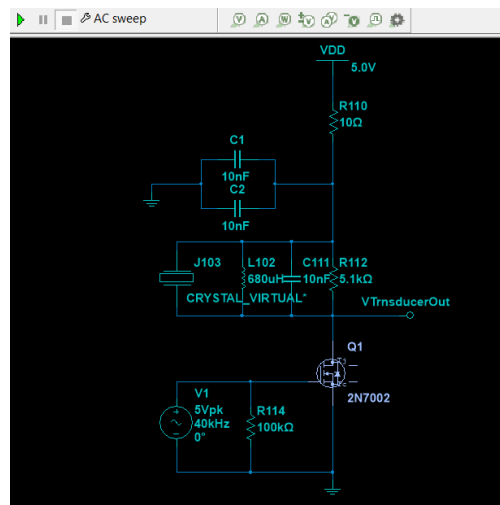 AC sweep
VDD
5.0V
R110
10Ω
C1
10nF
C2
10nF
J103
CRYSTAL_VIRTUAL*
L102
680uH
C111
10nF
R112
5.1kΩ
VTrnsducerOut
Q1
2N7002
V1
5Vpk
40kHz
0°
R114
100kΩ